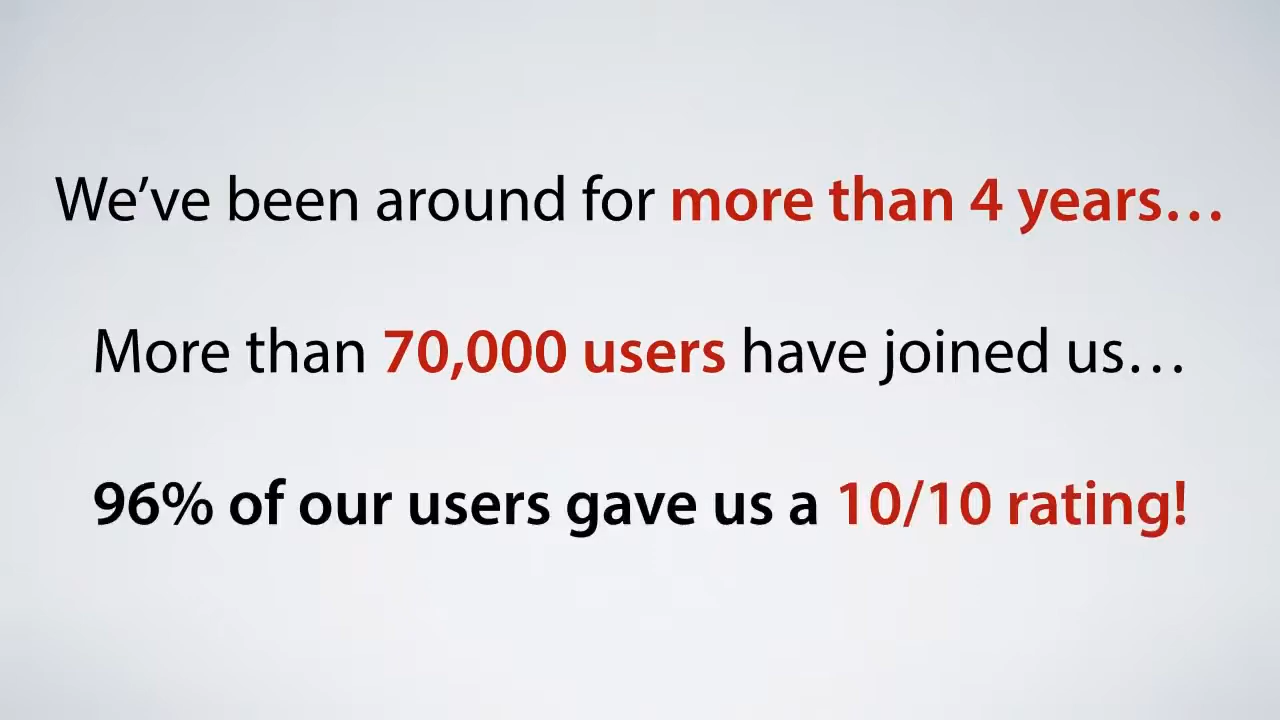 We’ve been around for more than 4 years…
More than 70,000 users have joined us…
96% of our users gave us a 10/10 rating!